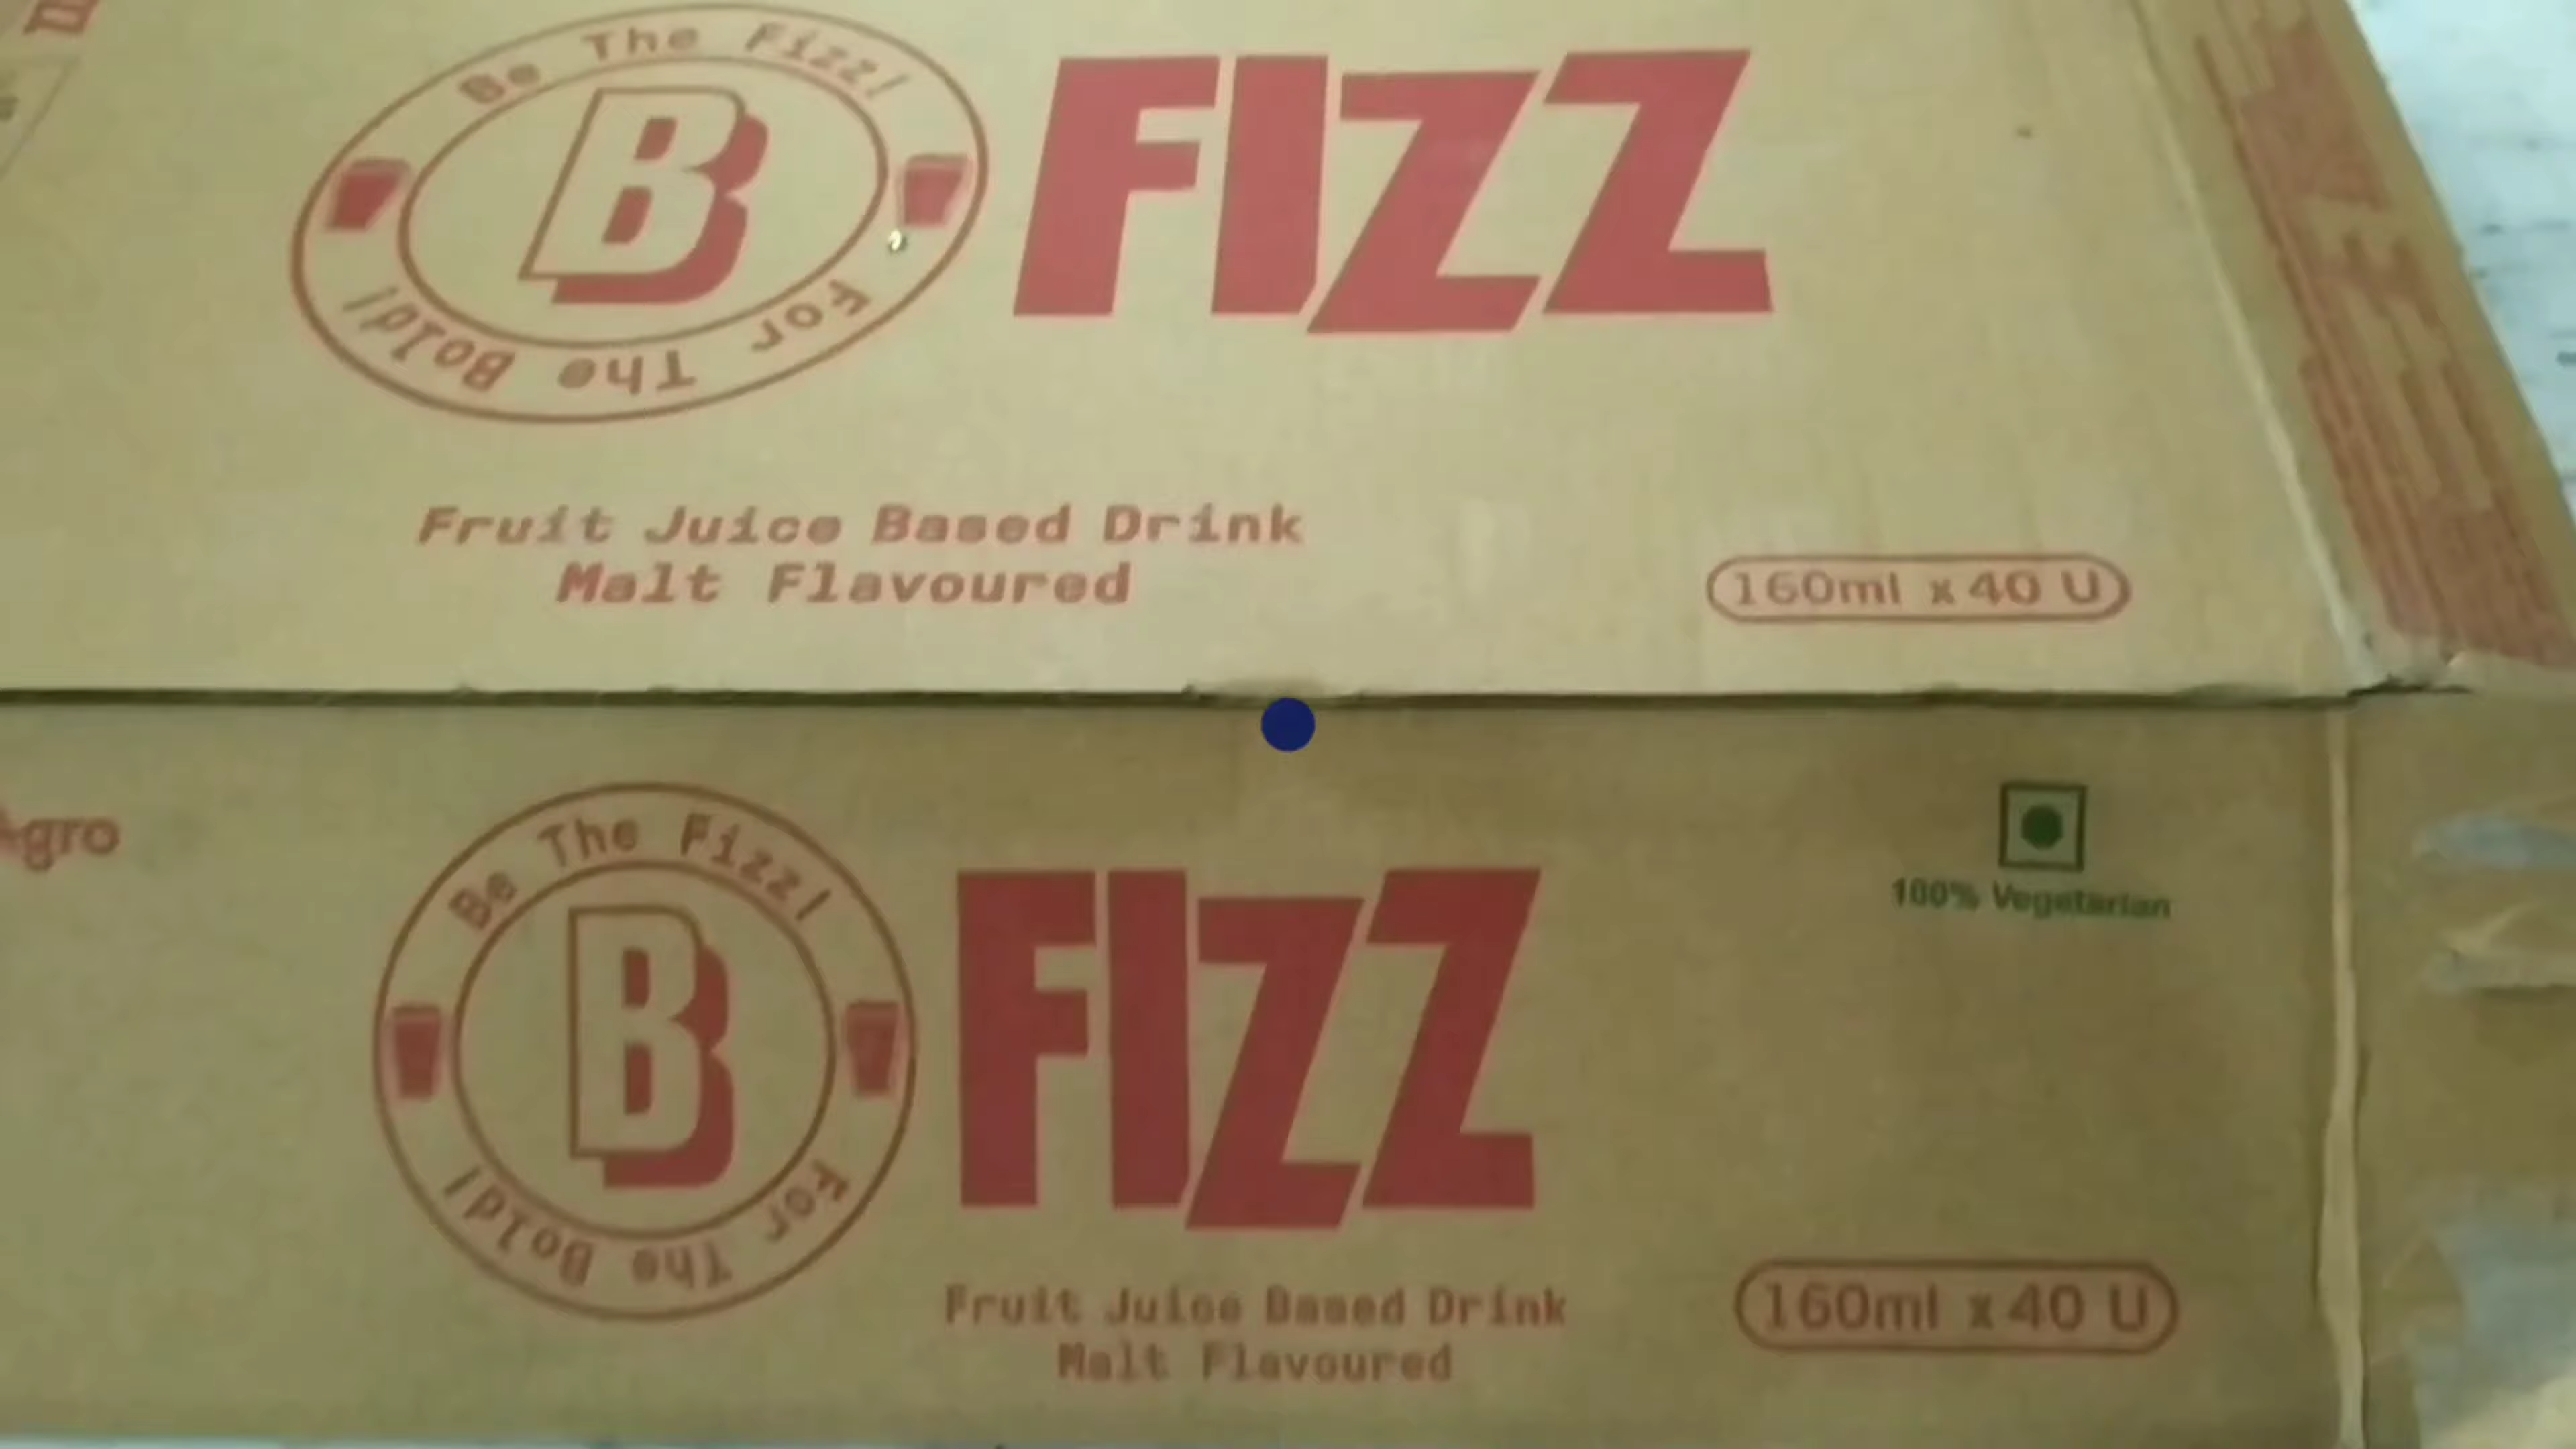 Be The Fizz!
B
For The Bold!
FIZZ
Fruit Juice Based Drink
Malt Flavoured
160ml x 40 U
Agro
Be The Fizz!
B
For The Bold!
FIZZ
100% Vegetarian
Fruit Juice Based Drink
Malt Flavoured
160ml x 40 U